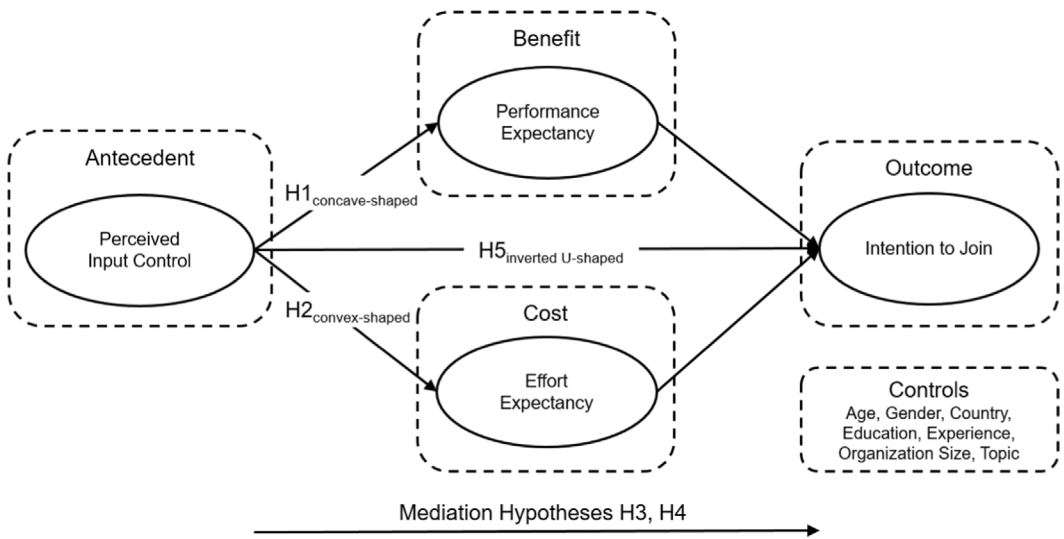 Benefit
Performance
Expectancy
Antecedent
Perceived
Input Control
H1concave-shaped
H5inverted U-shaped
H2convex-shaped
Outcome
Intention to Join
Cost
Effort
Expectancy
Controls
Age, Gender, Country,
Education, Experience,
Organization Size, Topic
Mediation Hypotheses H3, H4